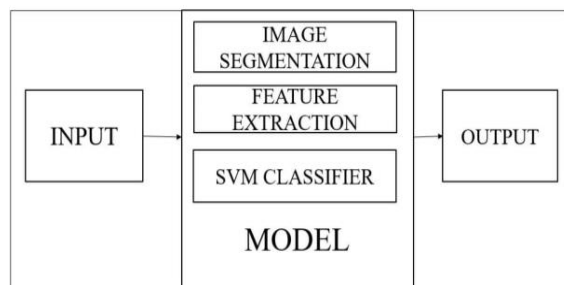 INPUT
IMAGE
SEGMENTATION
FEATURE
EXTRACTION
SVM CLASSIFIER
MODEL
OUTPUT